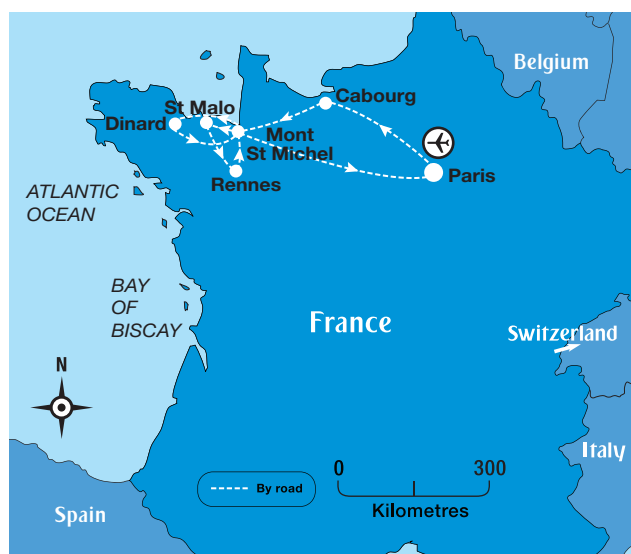 Belgium
Cabourg
St Malo
Dinard
Mont
St Michel
Rennes
Paris
ATLANTIC
OCEAN
BAY
OF
BISCAY
France
Switzerland
N
Italy
0 300
Kilometres
By road
Spain